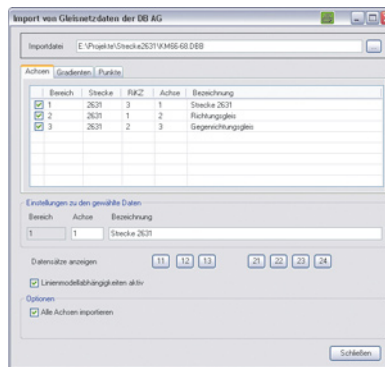 Import von Gleisnetzdaten der DB AG
Importdatei E:\Projekte\Strecke2631\KM66-68.DBB ...
Achsen Gradienten Punkte
Bereich Strecke RiKZ Achse Bezeichnung
1 2631 3 1 Strecke 2631
2 2631 1 2 Richtungsgleis
3 2631 2 3 Gegenrichtungsgleis
Einstellungen zu den gewählte Daten
Bereich Achse Bezeichnung
1 1 Strecke 2631
Datensätze anzeigen 11 12 13 21 22 23 24
Linienmodellabhängigkeiten aktiv
Optionen
Alle Achsen importieren
Schließen